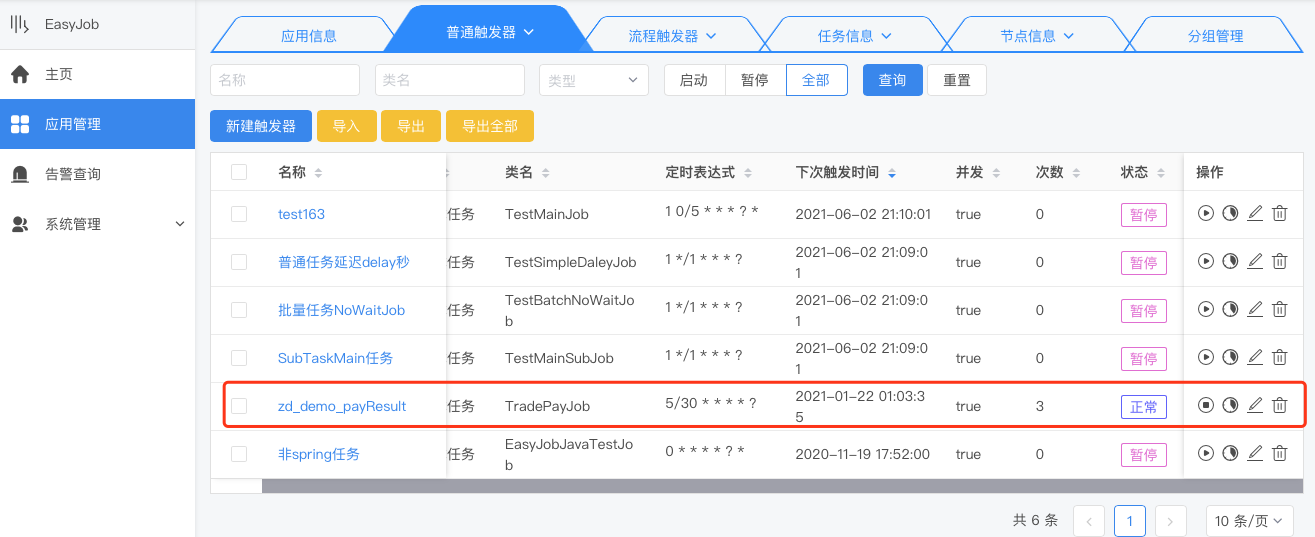 EasyJob
主页
应用管理
告警查询
系统管理
应用信息 普通触发器 流程触发器 任务信息 节点信息 分组管理
名称 类名 类型 启动 暂停 全部 查询 重置
新建触发器 导入 导出 导出全部
名称 类名 定时表达式 下次触发时间 并发 次数 状态 操作
test163 任务 TestMainJob 1 0/5 * * * ? * 2021-06-02 21:10:01 true 0 暂停
普通任务延迟delay秒 任务 TestSimpleDaleyJob 1 */1 * * * ? 2021-06-02 21:09:0
1 true 0 暂停
批量任务NoWaitJob 任务 TestBatchNoWaitJo
b 1 */1 * * * ? 2021-06-02 21:09:0
1 true 0 暂停
SubTaskMain任务 任务 TestMainSubJob 1 */1 * * * ? 2021-06-02 21:09:0
1 true 0 暂停
zd_demo_payResult 任务 TradePayJob 5/30 * * * * ? 2021-01-22 01:03:3
5 true 3 正常
非spring任务 任务 EasyJobJavaTestJo
b 0 * * * * ? * 2020-11-19 17:52:00 true 0 暂停
共 6 条 1 10 条/页